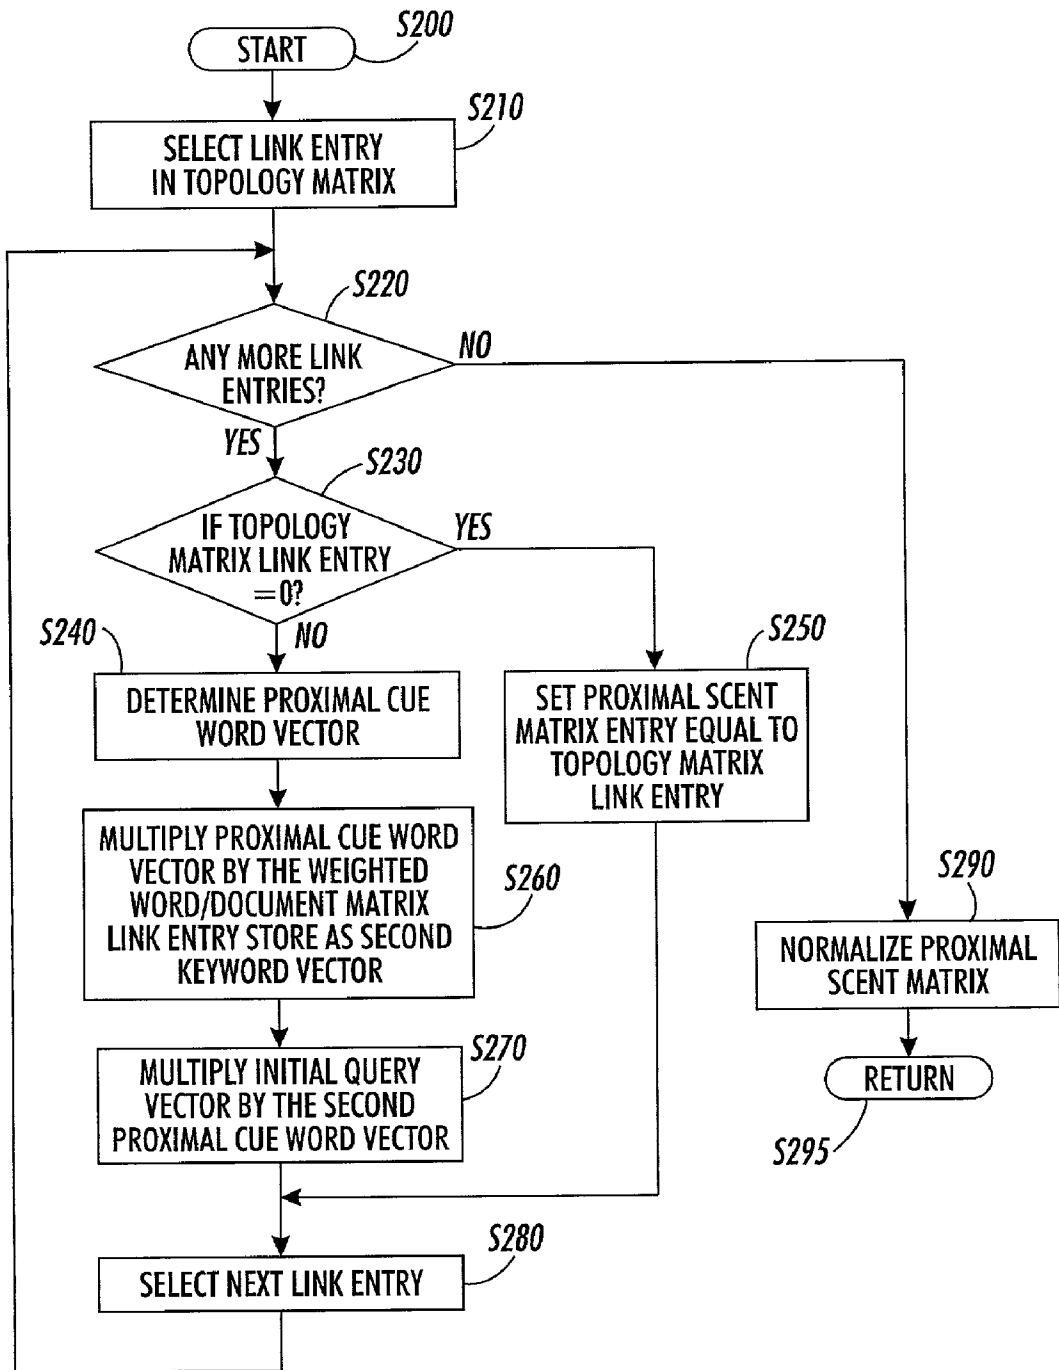 START
S200
S210
SELECT LINK ENTRY
IN TOPOLOGY MATRIX
S220
ANY MORE LINK
ENTRIES?
NO
YES
S230
IF TOPOLOGY
MATRIX LINK ENTRY
=0?
YES
NO
S240
DETERMINE PROXIMAL CUE
WORD VECTOR
S250
SET PROXIMAL SCENT
MATRIX ENTRY EQUAL TO
TOPOLOGY MATRIX
LINK ENTRY
MULTIPLY PROXIMAL CUE WORD
VECTOR BY THE WEIGHTED
WORD/DOCUMENT MATRIX
LINK ENTRY STORE AS SECOND
KEYWORD VECTOR
S260
S290
NORMALIZE PROXIMAL
SCENT MATRIX
S270
MULTIPLY INITIAL QUERY
VECTOR BY THE SECOND
PROXIMAL CUE WORD VECTOR
RETURN
S295
S280
SELECT NEXT LINK ENTRY